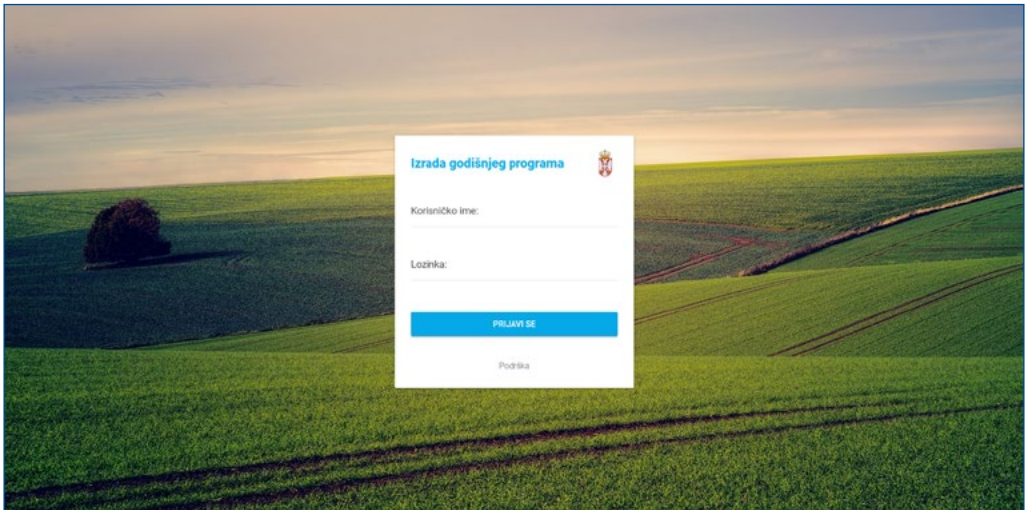 Izrada godišnjeg programa
Korisničko ime:
Lozinka:
PRIJAVI SE
Podrška